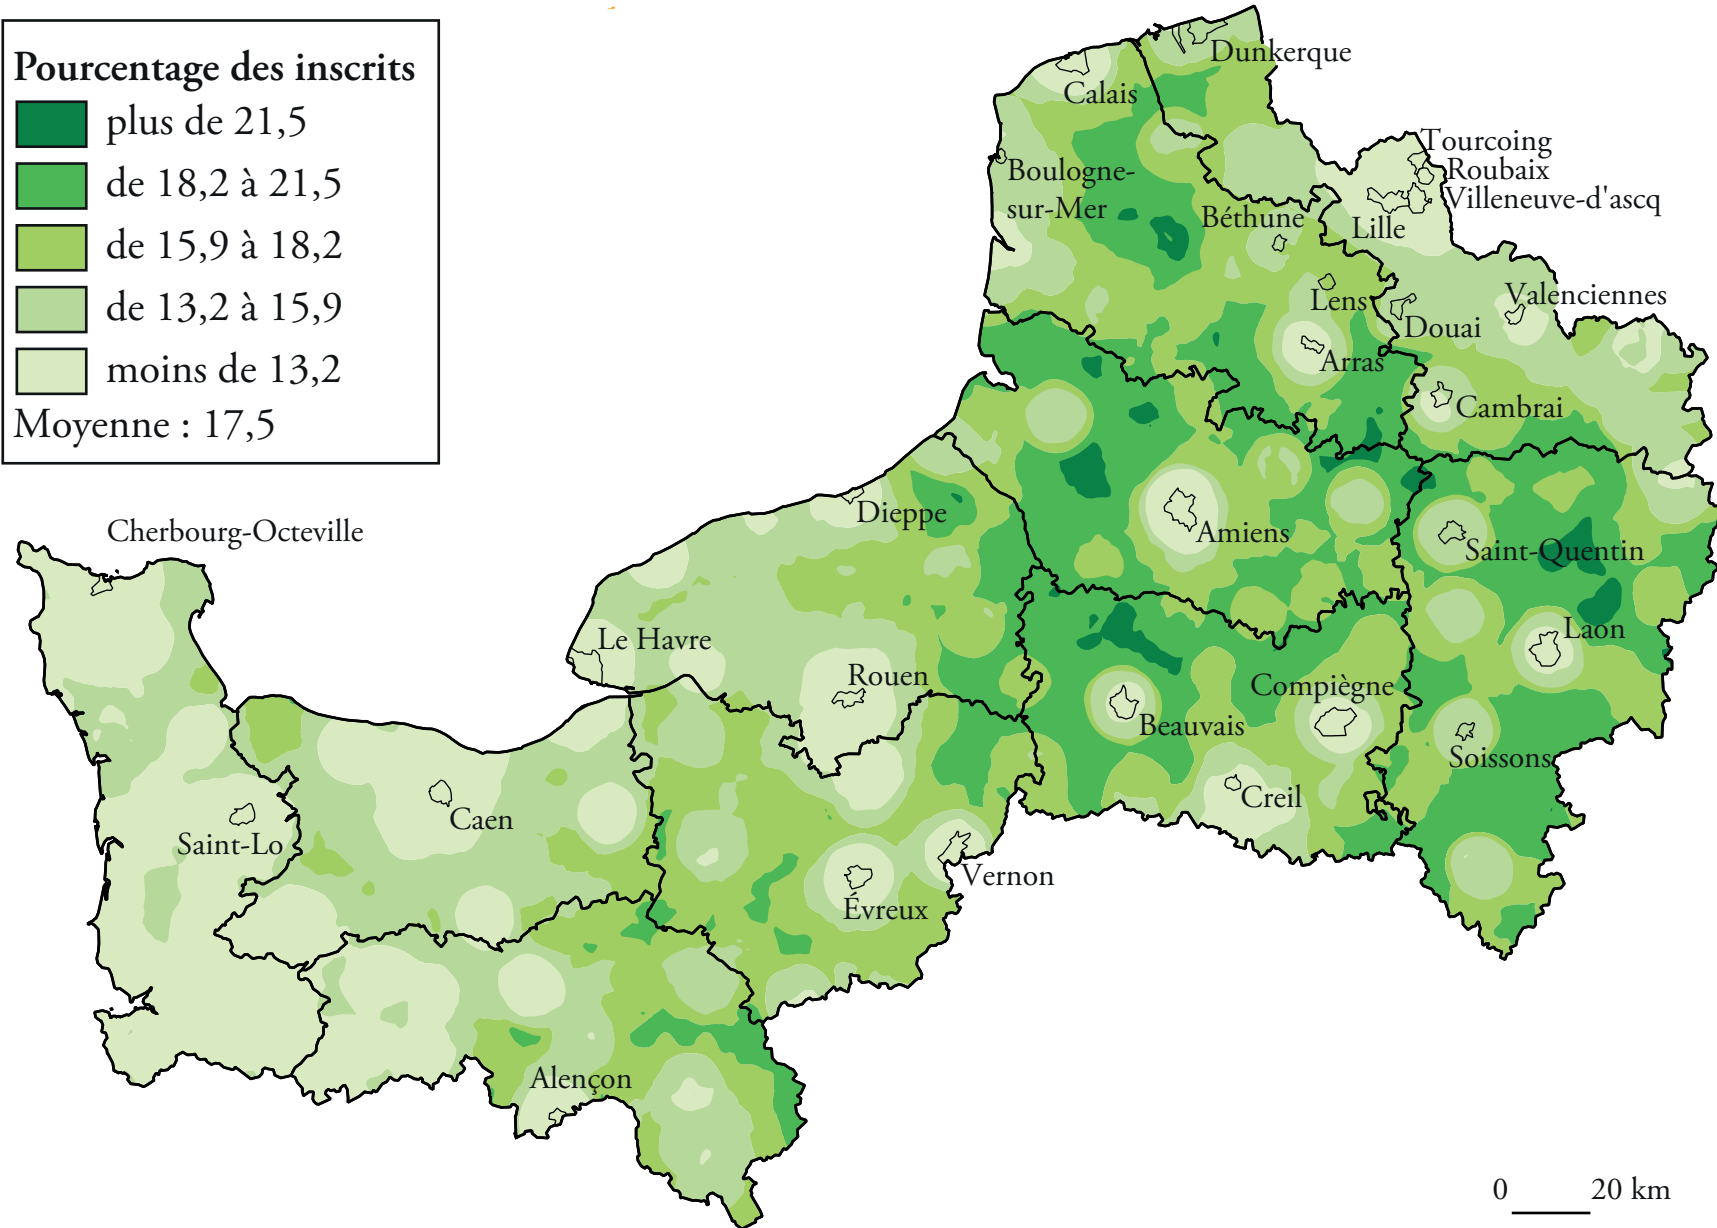 Pourcentage des inscrits
plus de 21,5
de 18,2 à 21,5
de 15,9 à 18,2
de 13,2 à 15,9
moins de 13,2
Moyenne : 17,5
Dunkerque
Calais
Tourcoing
Roubaix
Villeneuve-d'ascq
Boulogne-
sur-Mer
Béthune
Lille
Lens
Valenciennes
Douai
Arras
Cambrai
Dieppe
Amiens
Saint-Quentin
Cherbourg-Octeville
Le Havre
Laon
Rouen
Compiègne
Beauvais
Soissons
Creil
Caen
Saint-Lo
Vernon
Évreux
Alençon
0 20 km